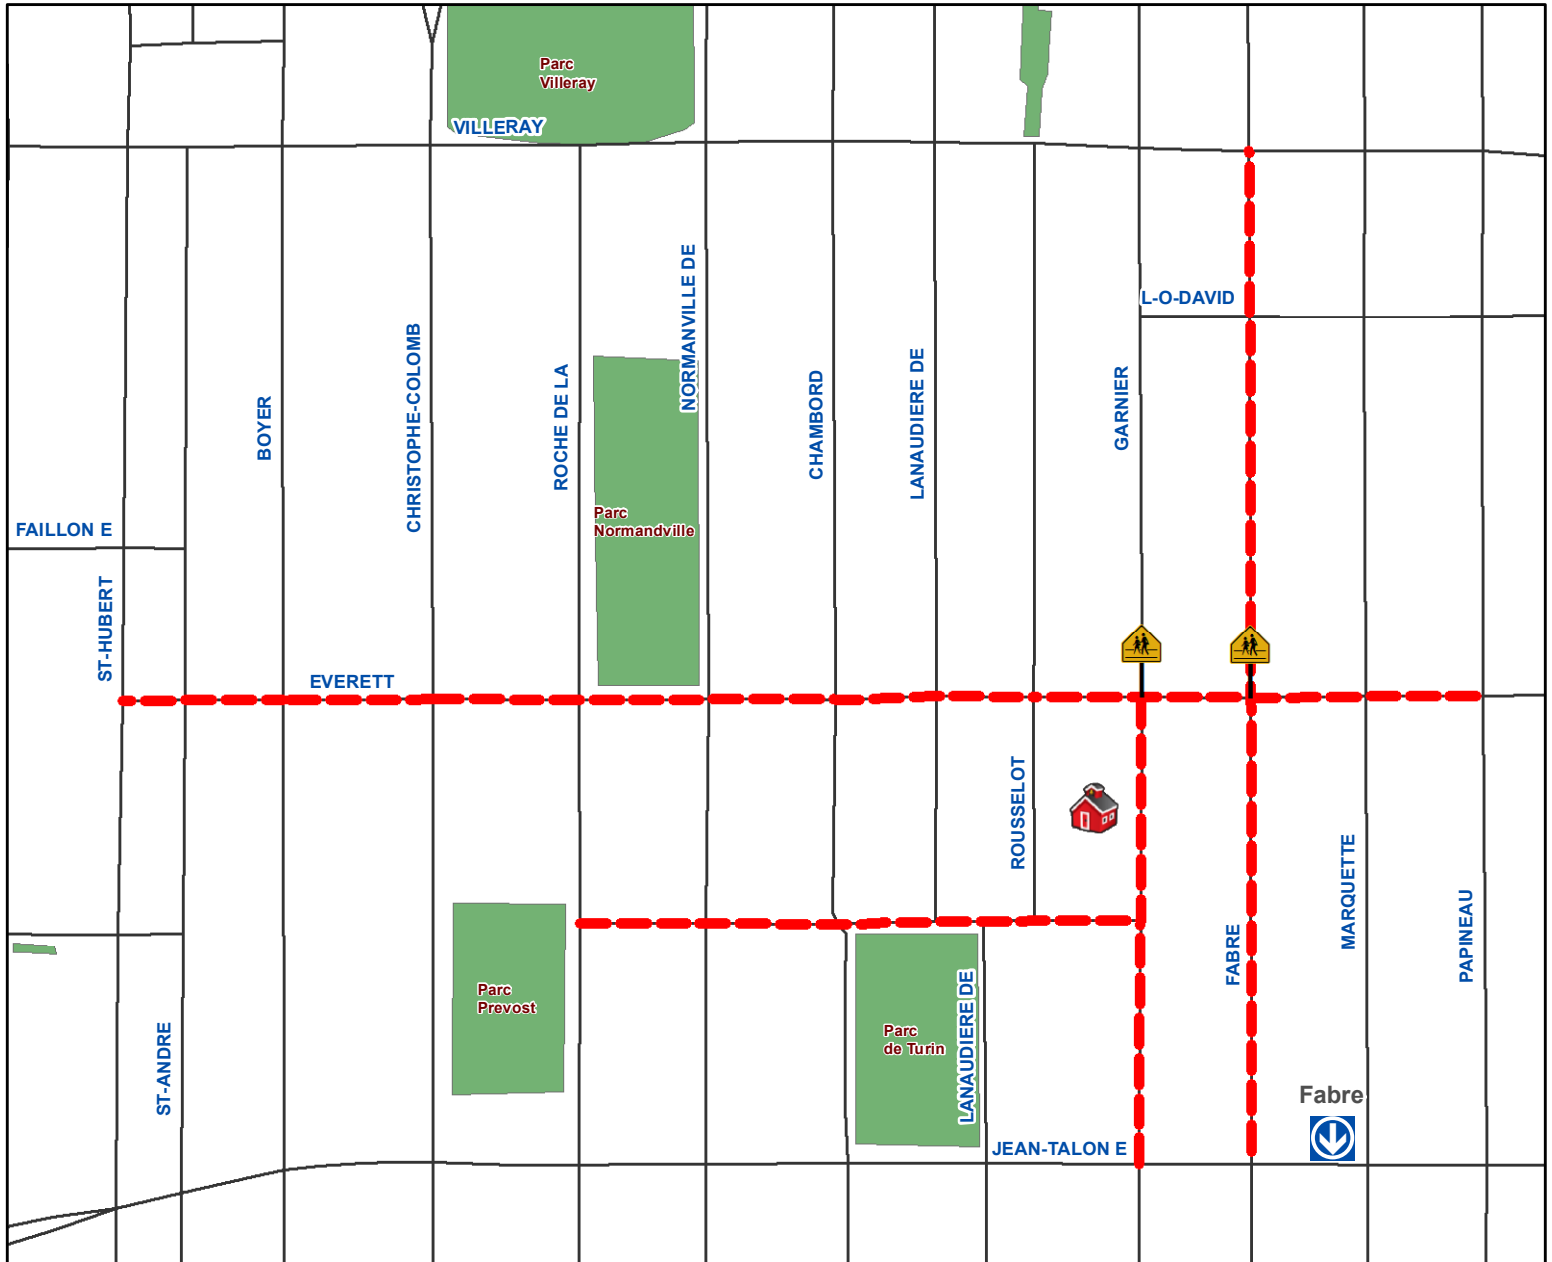 Parc
Villeray
VILLERAY
NORMANVILLE DE
L-O-DAVID
CHRISTOPHE-COLOMB
LANAUDIERE DE
ROCHE DE LA
GARNIER
CHAMBORD
BOYER
Parc
Normandville
FAILLON E
ST-HUBERT
EVERETT
ROUSSELOT
MARQUETTE
PAPINEAU
FABRE
Parc
Prevost
LANAUDIERE DE
Parc
de Turin
ST-ANDRE
Fabre
JEAN-TALON E